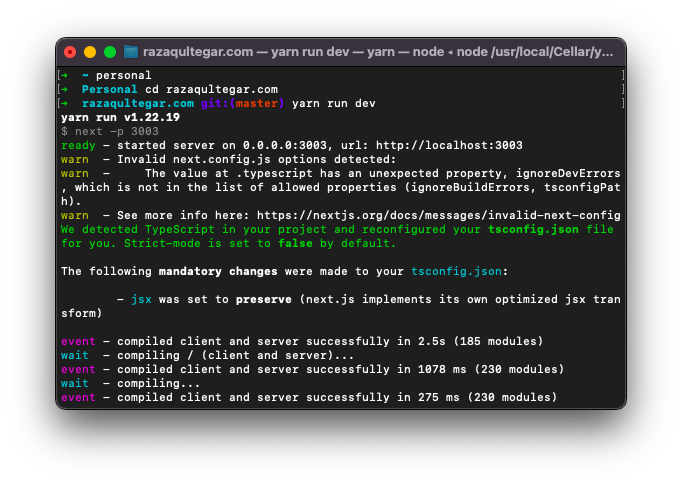 razaqultegar.com — yarn run dev — yarn — node ◂ node /usr/local/Cellar/y...
[➜  ~ personal ]
[➜  Personal cd razaqultegar.com ]
[➜  razaqultegar.com git:(master) yarn run dev ]
yarn run v1.22.19
$ next -p 3003
ready – started server on 0.0.0.0:3003, url: http://localhost:3003
warn  – Invalid next.config.js options detected:
warn  –     The value at .typescript has an unexpected property, ignoreDevErrors
, which is not in the list of allowed properties (ignoreBuildErrors, tsconfigPat
h).
warn  – See more info here: https://nextjs.org/docs/messages/invalid-next-config
We detected TypeScript in your project and reconfigured your tsconfig.json file
for you. Strict-mode is set to false by default.
The following mandatory changes were made to your tsconfig.json:
        – jsx was set to preserve (next.js implements its own optimized jsx tran
sform)
event – compiled client and server successfully in 2.5s (185 modules)
wait  – compiling / (client and server)...
event – compiled client and server successfully in 1078 ms (230 modules)
wait  – compiling...
event – compiled client and server successfully in 275 ms (230 modules)